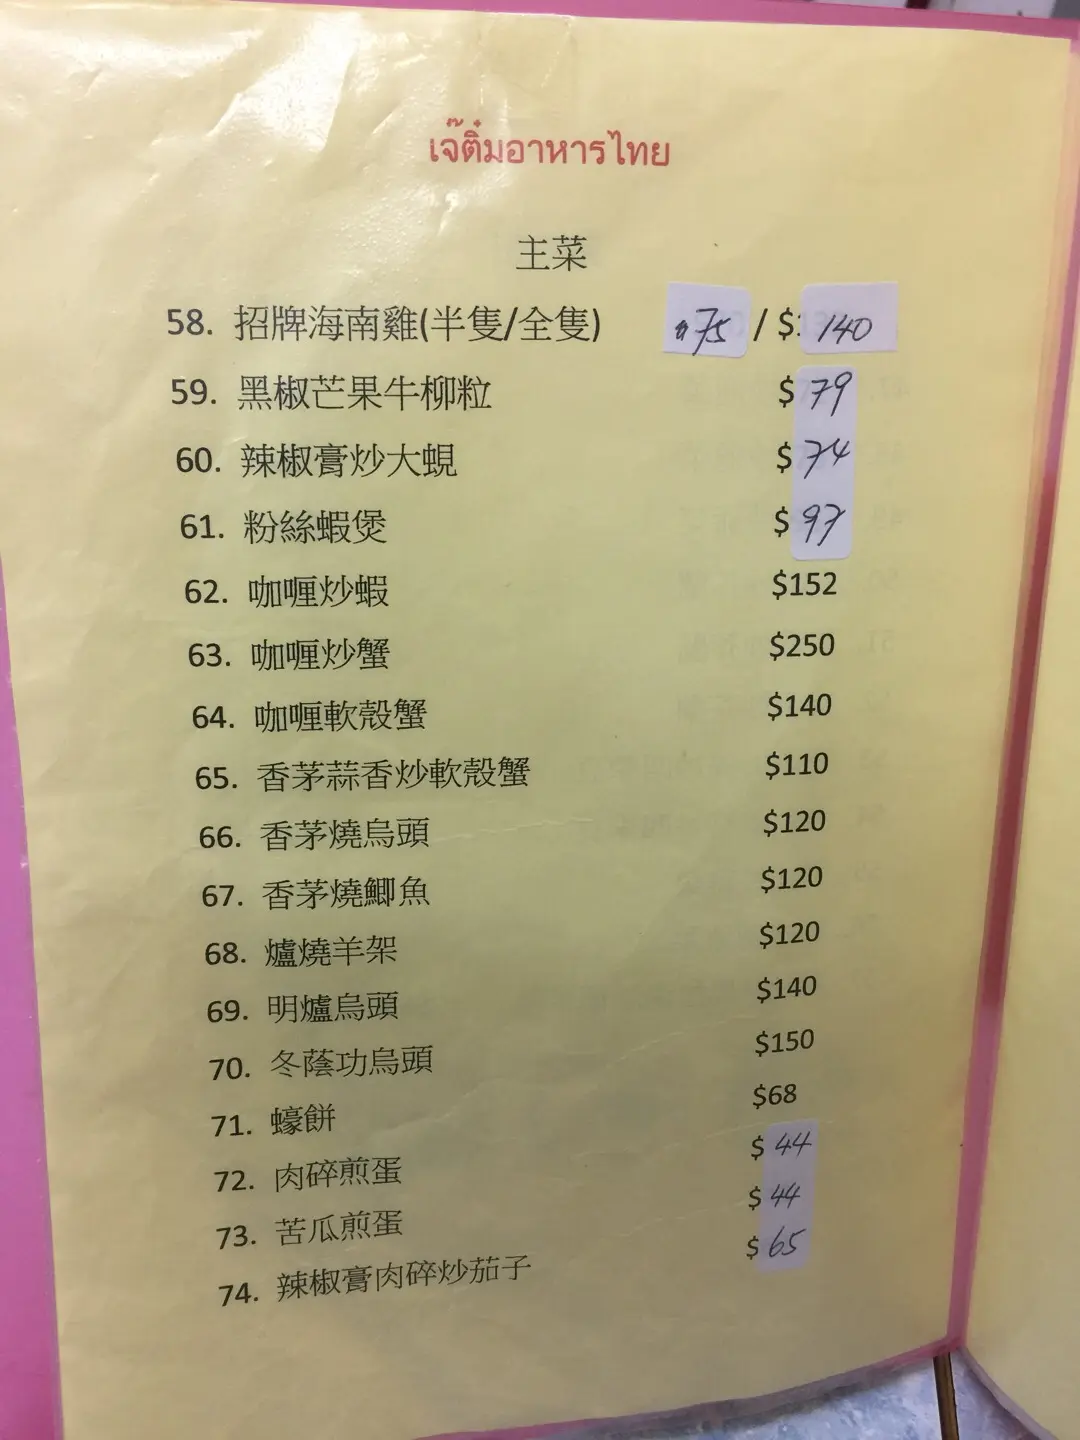 เจ๊ติ๋มอาหารไทย
主菜
58. 招牌海南雞(半隻/全隻) $75 / $140
59. 黑椒芒果牛柳粒 $79
60. 辣椒膏炒大蜆 $74
61. 粉絲蝦煲 $97
62. 咖喱炒蝦 $152
63. 咖喱炒蟹 $250
64. 咖喱軟殼蟹 $140
65. 香茅蒜香炒軟殼蟹 $110
66. 香茅燒烏頭 $120
67. 香茅燒鯽魚 $120
68. 爐燒羊架 $120
69. 明爐烏頭 $140
70. 冬蔭功烏頭 $150
71. 蠔餅 $68
72. 肉碎煎蛋 $44
73. 苦瓜煎蛋 $44
74. 辣椒膏肉碎炒茄子 $65